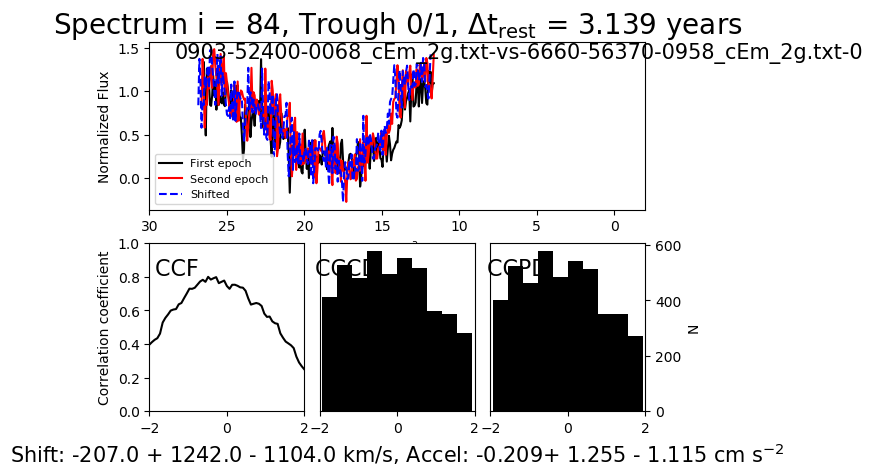 Spectrum i = 84, Trough 0/1, Δt_rest = 3.139 years
0903-52400-0068_cEm_2g.txt-vs-6660-56370-0958_cEm_2g.txt-0
Normalized Flux
1.5
1.0
0.5
0.0
First epoch
Second epoch
Shifted
30 25 20 15 10 5 0
Correlation coefficient
1.0
0.8
0.6
0.4
0.2
0.0
CCF
CCCD
CCPD
600
400
200
0
N
−2 0 2
−2 0 2
−2 0 2
Shift: -207.0 + 1242.0 - 1104.0 km/s, Accel: -0.209+ 1.255 - 1.115 cm s⁻²